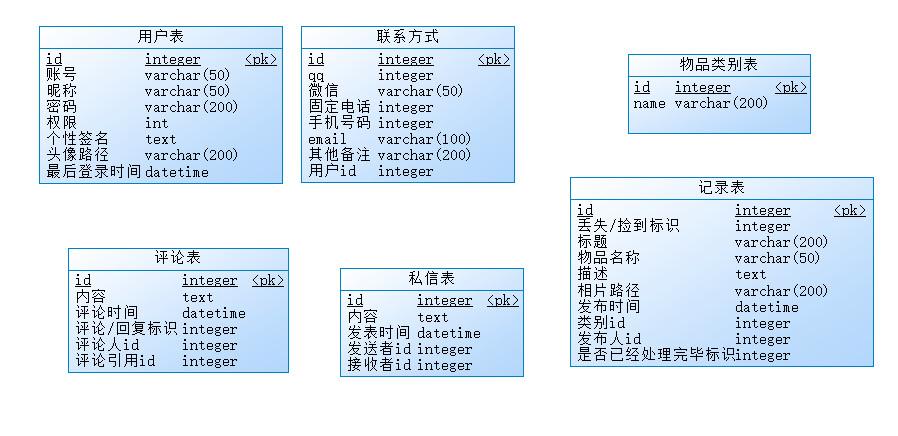 用户表
id integer <pk>
账号 varchar(50)
昵称 varchar(50)
密码 varchar(200)
权限 int
个性签名 text
头像路径 varchar(200)
最后登录时间 datetime
联系方式
id integer <pk>
qq integer
微信 varchar(50)
固定电话 integer
手机号码 integer
email varchar(100)
其他备注 varchar(200)
用户id integer
物品类别表
id integer <pk>
name varchar(200)
记录表
id integer <pk>
丢失/捡到标识 integer
标题 varchar(200)
物品名称 varchar(50)
描述 text
相片路径 varchar(200)
发布时间 datetime
类别id integer
发布人id integer
是否已经处理完毕标识 integer
评论表
id integer <pk>
内容 text
评论时间 datetime
评论/回复标识 integer
评论人id integer
评论引用id integer
私信表
id integer <pk>
内容 text
发表时间 datetime
发送者id integer
接收者id integer